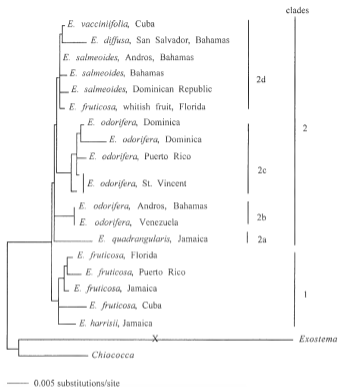 clades
E. vacciniifolia, Cuba
E. diffusa, San Salvador, Bahamas
E. salmeoides, Andros, Bahamas
E. salmeoides, Bahamas
E. salmeoides, Dominican Republic
E. fruticosa, whitish fruit, Florida
2d
E. odorifera, Dominica
E. odorifera, Dominica
E. odorifera, Puerto Rico
E. odorifera, St. Vincent
2c
2
E. odorifera, Andros, Bahamas
E. odorifera, Venezuela
2b
E. quadrangularis, Jamaica
2a
E. fruticosa, Florida
E. fruticosa, Puerto Rico
E. fruticosa, Jamaica
E. fruticosa, Cuba
E. harrisii, Jamaica
1
X
Exostema
Chiococca
0.005 substitutions/site